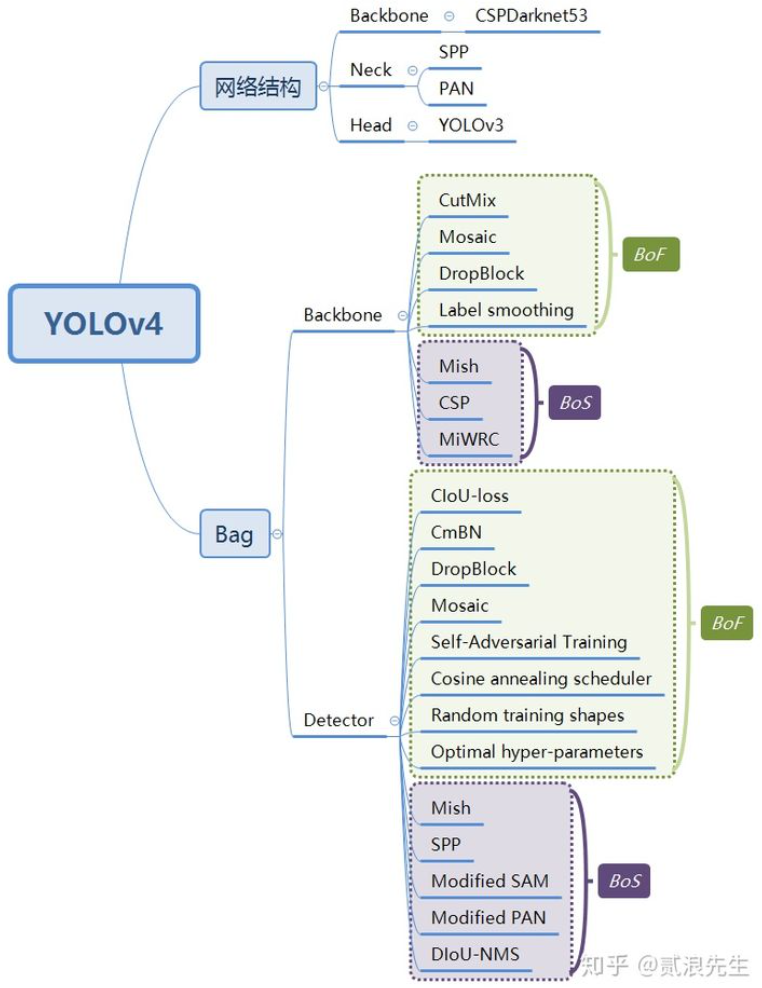 Backbone
CSPDarknet53
SPP
Neck
网络结构
PAN
Head
YOLOv3
CutMix
Mosaic
BoF
DropBlock
Label smoothing
Backbone
YOLOv4
Mish
CSP
BoS
MiWRC
CIoU-loss
CmBN
Bag
DropBlock
Mosaic
BoF
Self-Adversarial Training
Cosine annealing scheduler
Random training shapes
Detector
Optimal hyper-parameters
Mish
SPP
Modified SAM
BoS
Modified PAN
DIoU-NMS
知乎 @贰浪先生